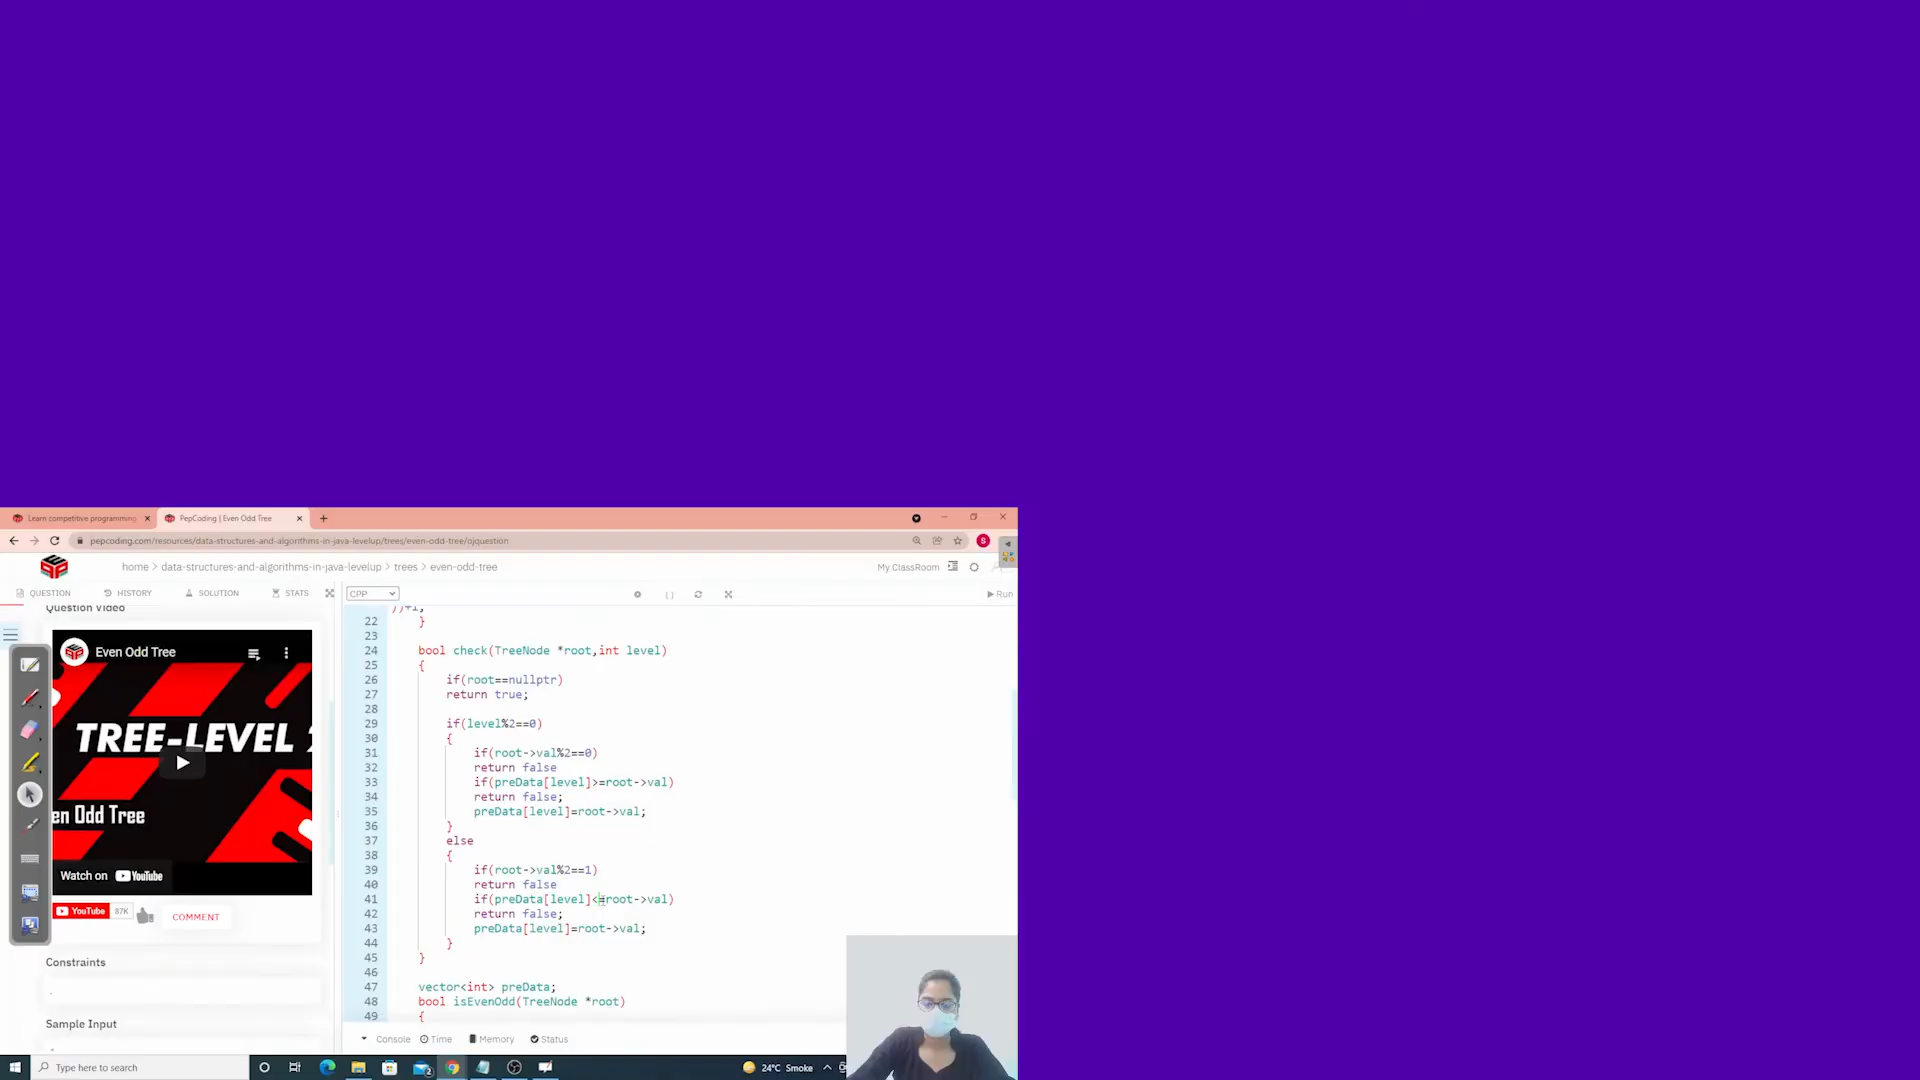 Learn competitive programming
PepCoding | Even Odd Tree
pepcoding.com/resources/data-structures-and-algorithms-in-java-levelup/trees/even-odd-tree/ojquestion
S
home > data-structures-and-algorithms-in-java-levelup > trees > even-odd-tree
My ClassRoom
QUESTION
HISTORY
SOLUTION
STATS
CPP
Run
Question Video
Even Odd Tree
TREE-LEVEL
en Odd Tree
Watch on YouTube
YouTube 87K
COMMENT
Constraints
.
Sample Input
))+1;
22 }
23
24 bool check(TreeNode *root,int level)
25 {
26 if(root==nullptr)
27 return true;
28
29 if(level%2==0)
30 {
31 if(root->val%2==0)
32 return false
33 if(preData[level]>=root->val)
34 return false;
35 preData[level]=root->val;
36 }
37 else
38 {
39 if(root->val%2==1)
40 return false
41 if(preData[level]<=root->val)
42 return false;
43 preData[level]=root->val;
44 }
45 }
46
47 vector<int> preData;
48 bool isEvenOdd(TreeNode *root)
49 {
Console
Time
Memory
Status
Type here to search
2
24°C Smoke